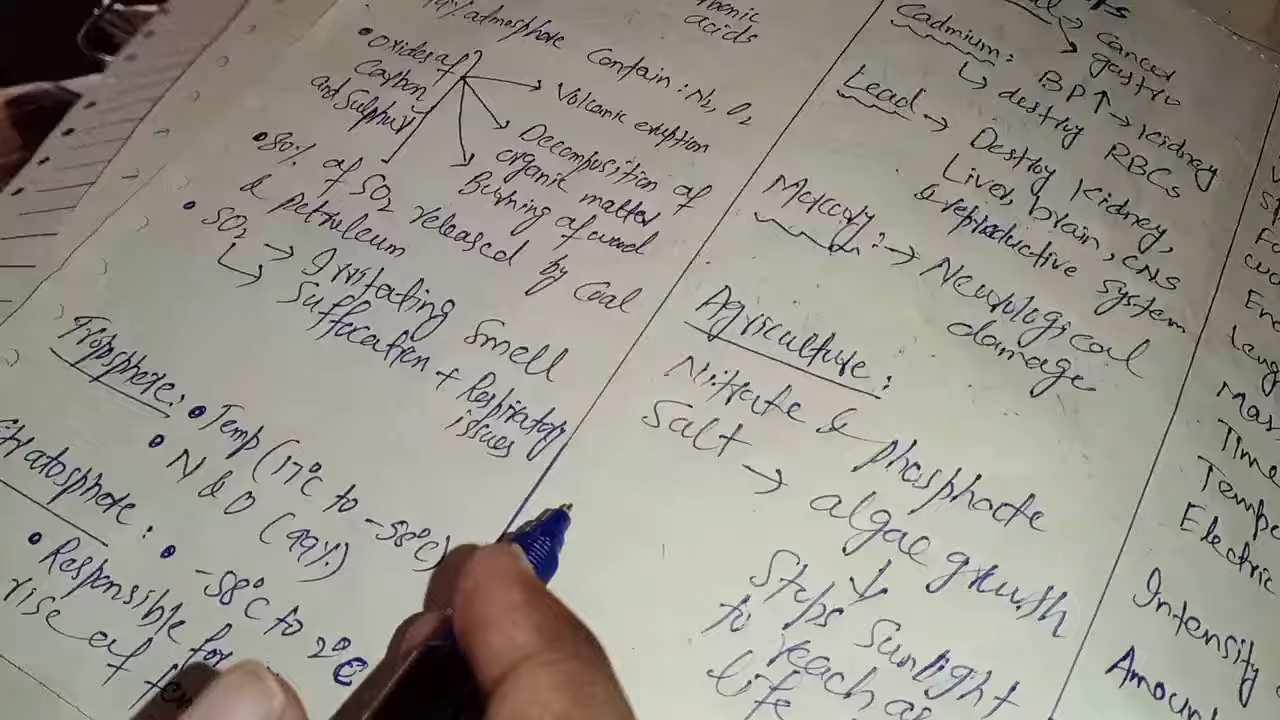 atmosphere Contain: N2, O2
• Oxides of
Carbon
and Sulphur
Volcanic eruption
Decomposition of
organic matter
Burning of wood
• 80% of SO2 released by Coal
& petroleum
• SO2 → Irritating Smell
Suffocation + Respiratory
issues
Troposphere: • Temp (17°C to -58°C)
• N & O (99%)
Stratosphere: • -58°C to 2°C
• Responsible for
rise of
acids
cancer
gastro
Cadmium: BP↑ → Kidney
destroy RBCs
Lead → Destroy Kidney,
Liver, brain, CNS
& reproductive system
Mercury: → Neurological
damage
Agriculture:
Nitrate & phosphate
Salt → algae growth
↓
Stops Sunlight
to reach
life
Time
Electric
Intensity